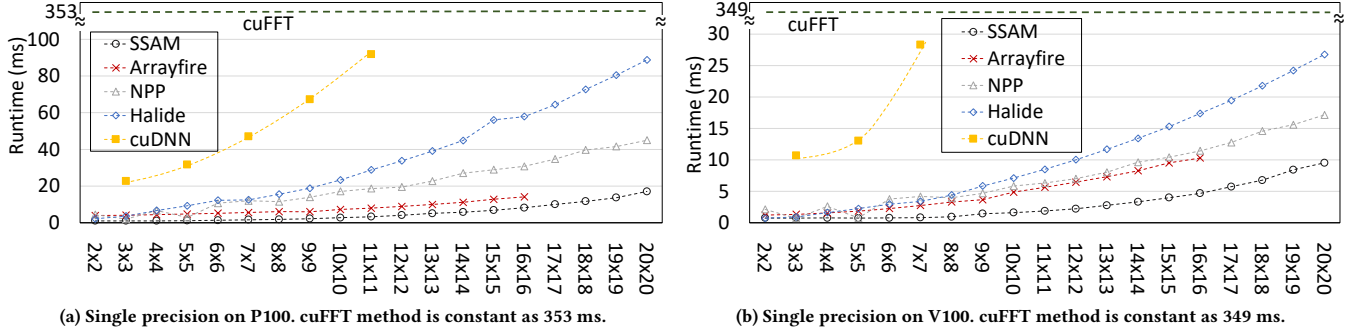 353
≈
≈
cuFFT
100
80
60
40
20
0
Runtime (ms)
SSAM
Arrayfire
NPP
Halide
cuDNN
2x2
3x3
4x4
5x5
6x6
7x7
8x8
9x9
10x10
11x11
12x12
13x13
14x14
15x15
16x16
17x17
18x18
19x19
20x20
(a) Single precision on P100. cuFFT method is constant as 353 ms.
349
≈
≈
cuFFT
30
25
20
15
10
5
0
Runtime (ms)
SSAM
Arrayfire
NPP
Halide
cuDNN
2x2
3x3
4x4
5x5
6x6
7x7
8x8
9x9
10x10
11x11
12x12
13x13
14x14
15x15
16x16
17x17
18x18
19x19
20x20
(b) Single precision on V100. cuFFT method is constant as 349 ms.